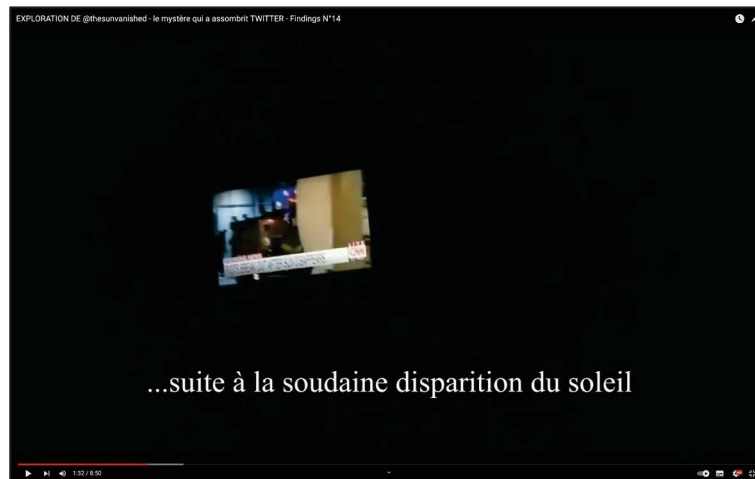 EXPLORATION DE @thesunvanished - le mystère qui a assombrit TWITTER - Findings N°14
CNN
...suite à la soudaine disparition du soleil
1:32 / 8:50